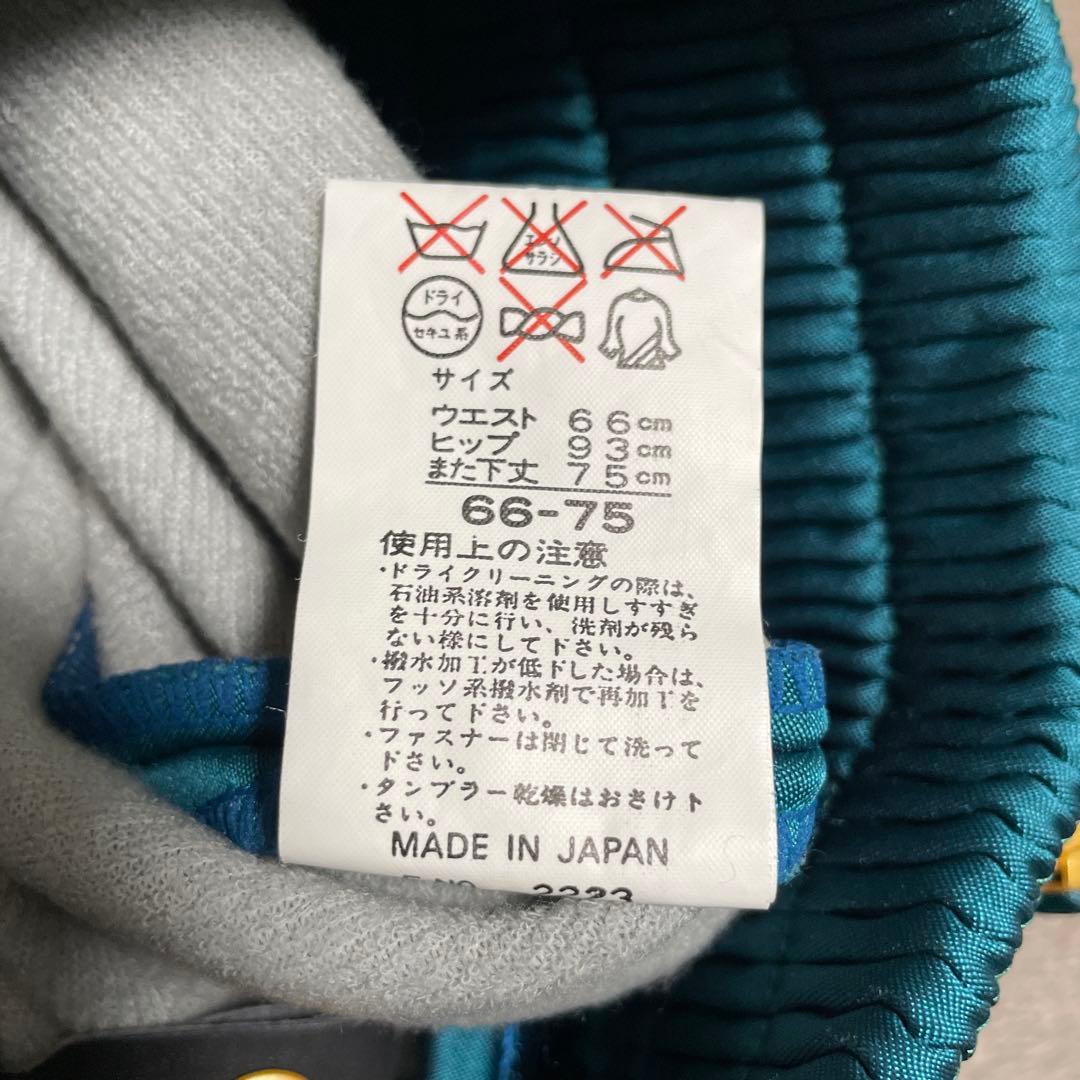 エンソ
サラシ
ドライ
セキユ系
サイズ
ウエスト 66cm
ヒップ 93cm
また下丈 75cm
66-75
使用上の注意
・ドライクリーニングの際は、
石油系溶剤を使用しすすぎ
を十分に行い、洗剤が残ら
ない様にして下さい。
・撥水加工が低下した場合は、
フッソ系撥水剤で再加工を
行って下さい。
・ファスナーは閉じて洗って
下さい。
・タンブラー乾燥はおさけ下
さい。
MADE IN JAPAN